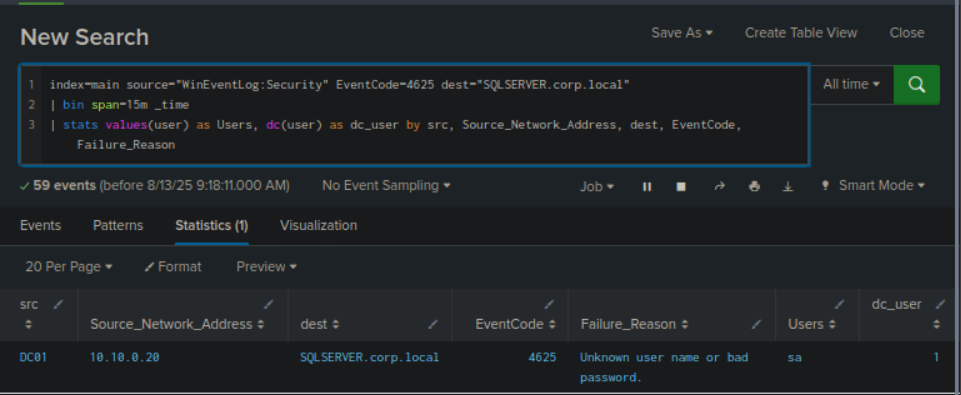 New Search
Save As
Create Table View
Close
1 index=main source="WinEventLog:Security" EventCode=4625 dest="SQLSERVER.corp.local"
2 | bin span=15m _time
3 | stats values(user) as Users, dc(user) as dc_user by src, Source_Network_Address, dest, EventCode,
Failure_Reason
All time
59 events (before 8/13/25 9:18:11.000 AM)
No Event Sampling
Job
Smart Mode
Events
Patterns
Statistics (1)
Visualization
20 Per Page
Format
Preview
src
Source_Network_Address
dest
EventCode
Failure_Reason
Users
dc_user
DC01
10.10.0.20
SQLSERVER.corp.local
4625
Unknown user name or bad
password.
sa
1